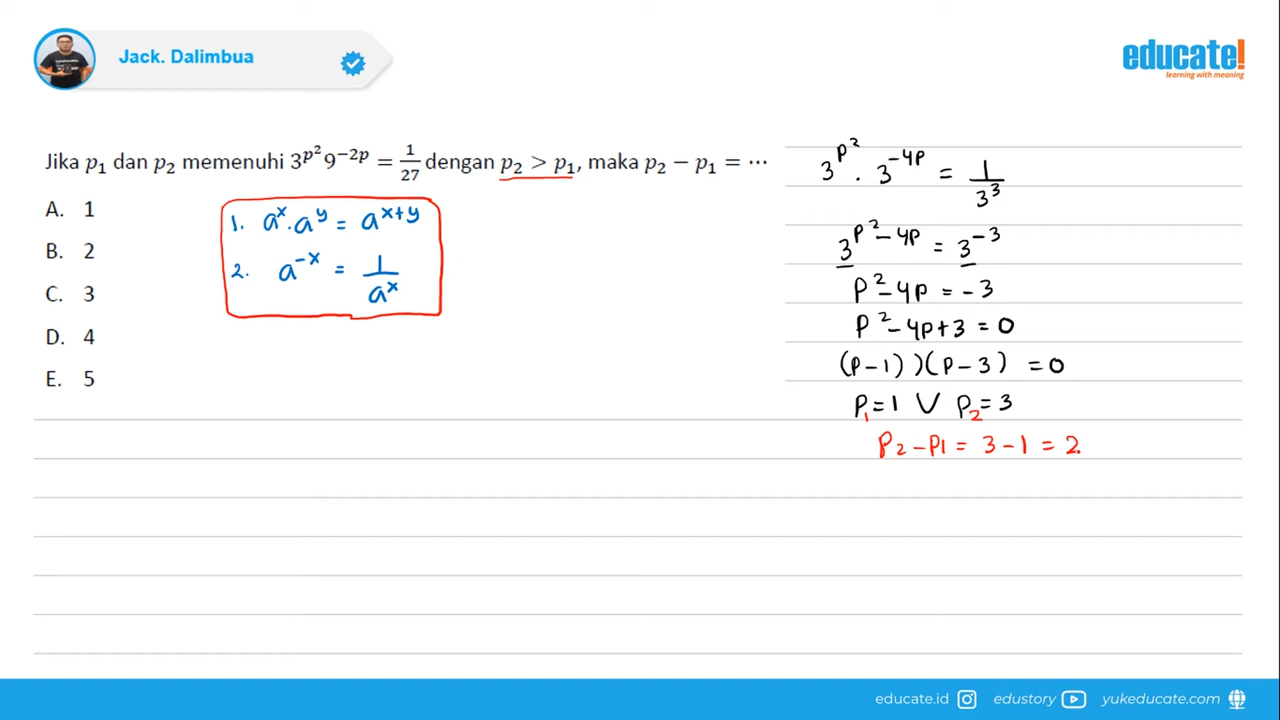 Jack. Dalimbua
educate!
learning with meaning
Jika p₁ dan p₂ memenuhi 3^(p²)9^(−2p) = 1/27 dengan p₂ > p₁, maka p₂ − p₁ = ⋯
A. 1
B. 2
C. 3
D. 4
E. 5
1. a^x . a^y = a^(x+y)
2. a^(−x) = 1/a^x
3^(p²) . 3^(−4p) = 1/3³
3^(p²−4p) = 3^(−3)
p²−4p = −3
p²−4p+3 = 0
(p−1))(p−3) = 0
p₁=1 ∨ p₂=3
p₂−p₁ = 3−1 = 2.
educate.id edustory yukeducate.com